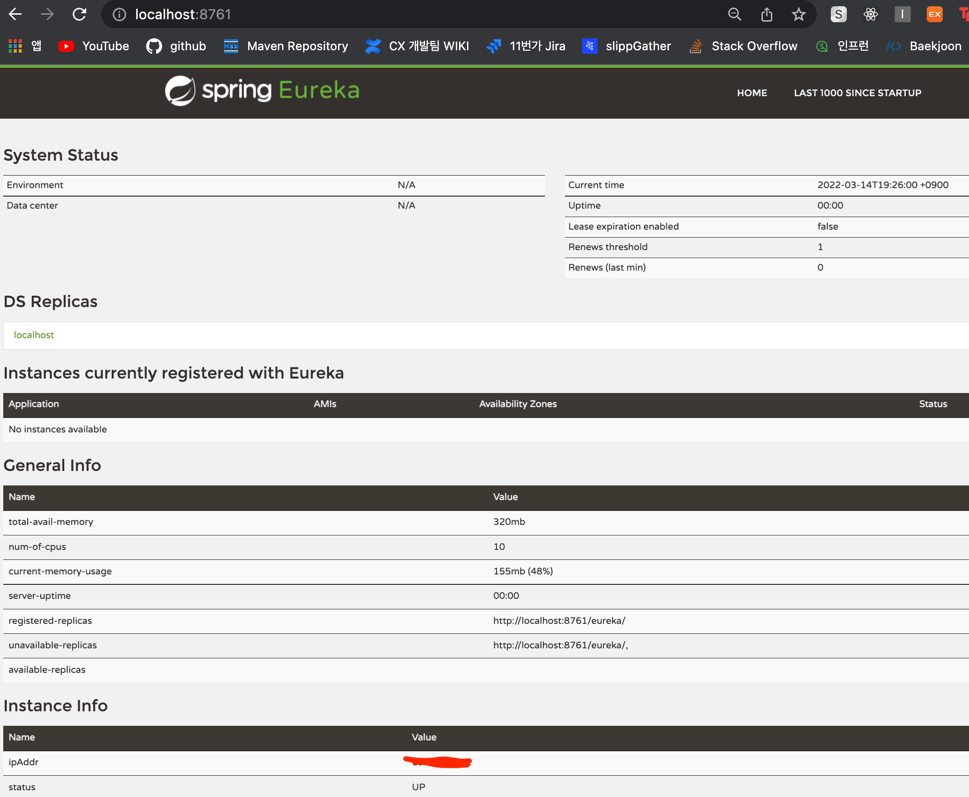 localhost:8761
S
I
EX
앱 YouTube github Maven Repository CX 개발팀 WIKI 11번가 Jira slippGather Stack Overflow 인프런 Baekjoon
spring Eureka HOME LAST 1000 SINCE STARTUP
System Status
Environment N/A
Data center N/A
Current time 2022-03-14T19:26:00 +0900
Uptime 00:00
Lease expiration enabled false
Renews threshold 1
Renews (last min) 0
DS Replicas
localhost
Instances currently registered with Eureka
Application AMIs Availability Zones Status
No instances available
General Info
Name Value
total-avail-memory 320mb
num-of-cpus 10
current-memory-usage 155mb (48%)
server-uptime 00:00
registered-replicas http://localhost:8761/eureka/
unavailable-replicas http://localhost:8761/eureka/,
available-replicas
Instance Info
Name Value
ipAddr
status UP